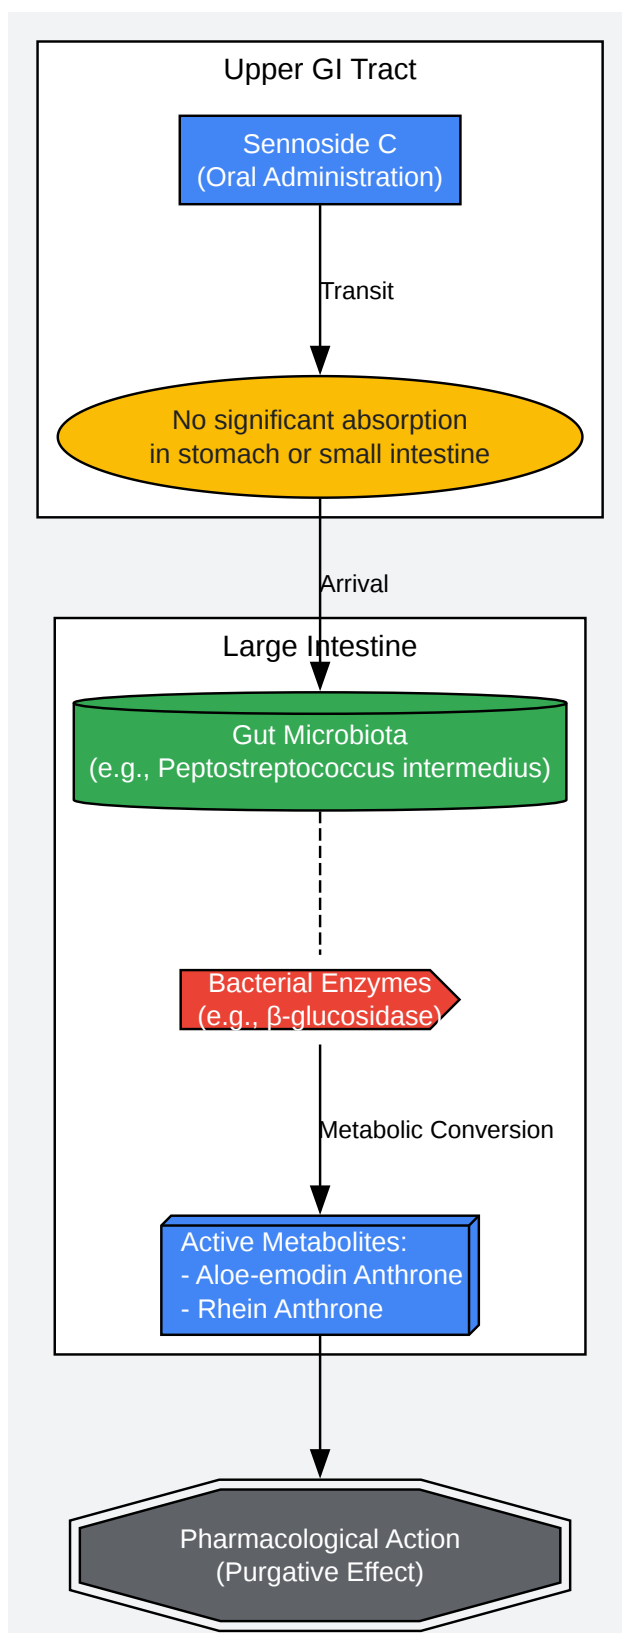 Upper GI Tract
Sennoside C
(Oral Administration)
Transit
No significant absorption
in stomach or small intestine
Arrival
Large Intestine
Gut Microbiota
(e.g., Peptostreptococcus intermedius)
Bacterial Enzymes
(e.g., β-glucosidase)
Metabolic Conversion
Active Metabolites:
- Aloe-emodin Anthrone
- Rhein Anthrone
Pharmacological Action
(Purgative Effect)